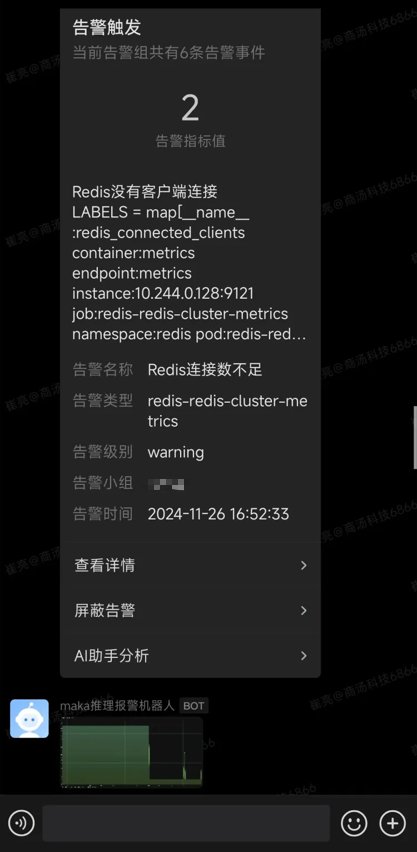 告警触发
当前告警组共有6条告警事件
2
告警指标值
Redis没有客户端连接
LABELS = map[__name__
:redis_connected_clients
container:metrics
endpoint:metrics
instance:10.244.0.128:9121
job:redis-redis-cluster-metrics
namespace:redis pod:redis-red...
告警名称 Redis连接数不足
告警类型 redis-redis-cluster-me
trics
告警级别 warning
告警小组
告警时间 2024-11-26 16:52:33
查看详情
屏蔽告警
AI助手分析
maka推理报警机器人 BOT